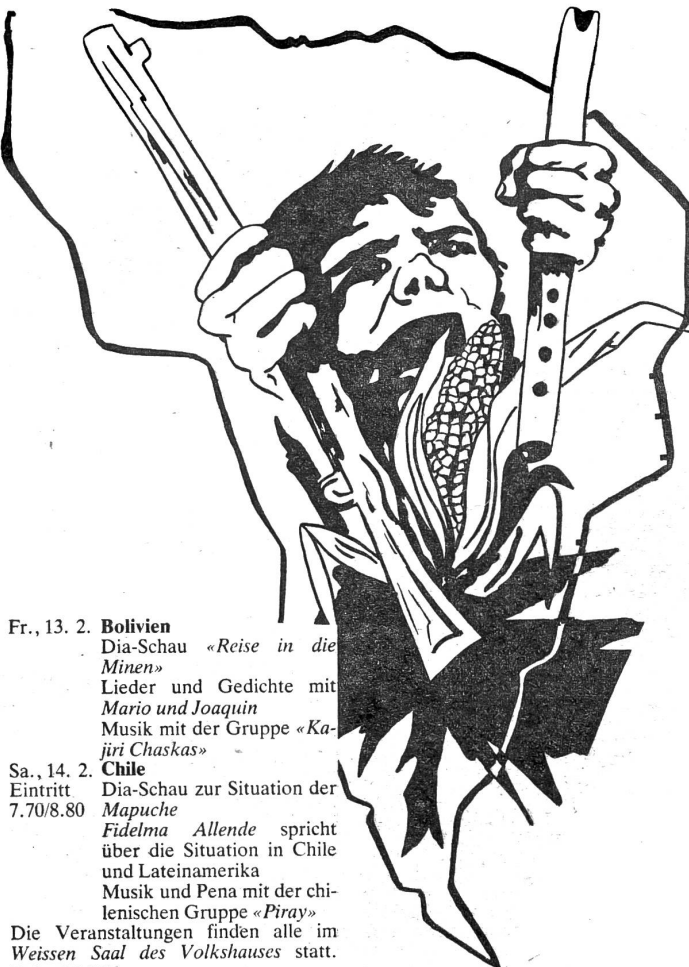 Fr., 13. 2. Bolivien
Dia-Schau «Reise in die
Minen»
Lieder und Gedichte mit
Mario und Joaquin
Musik mit der Gruppe «Ka-
jiri Chaskas»
Sa., 14. 2. Chile
Eintritt Dia-Schau zur Situation der
7.70/8.80 Mapuche
Fidelma Allende spricht
über die Situation in Chile
und Lateinamerika
Musik und Pena mit der chi-
lenischen Gruppe «Piray»
Die Veranstaltungen finden alle im
Weissen Saal des Volkshauses statt.